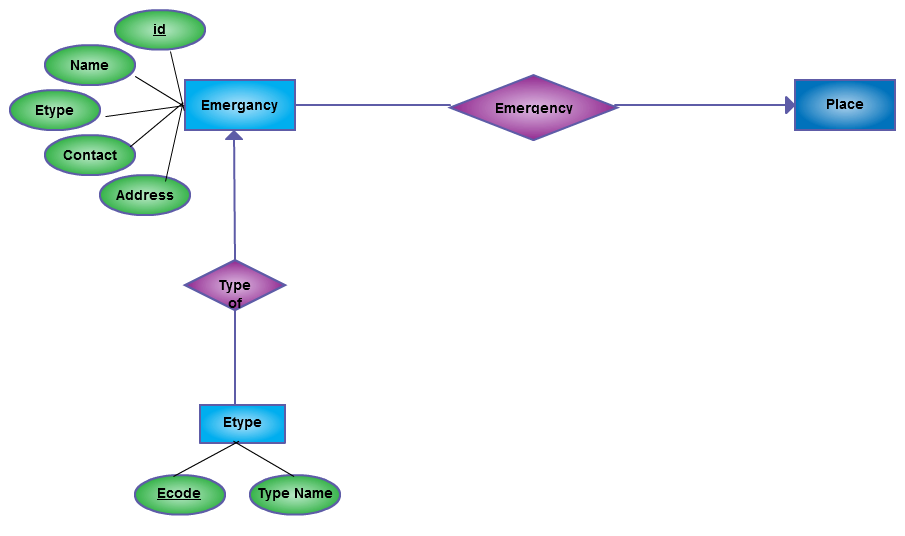 id
Name
Etype
Contact
Address
Emergancy
Emergency
Place
Type
of
Etype
Ecode
Type Name